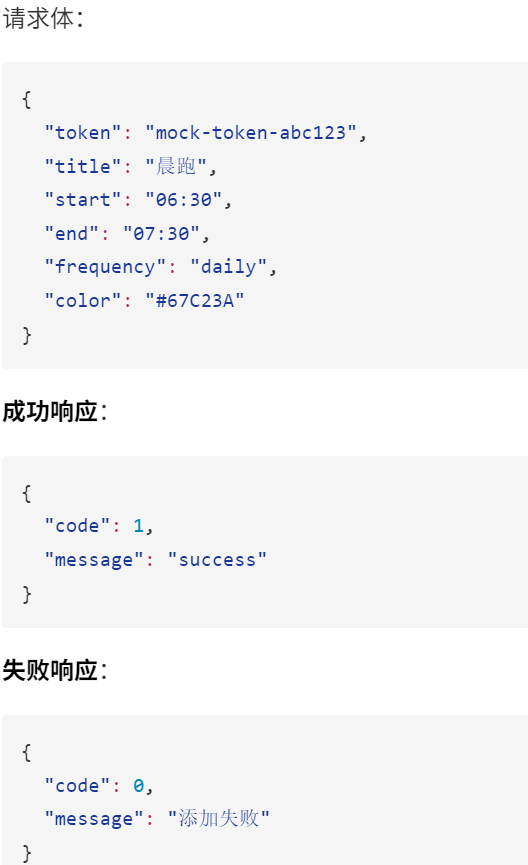 请求体：
{
  "token": "mock-token-abc123",
  "title": "晨跑",
  "start": "06:30",
  "end": "07:30",
  "frequency": "daily",
  "color": "#67C23A"
}
成功响应：
{
  "code": 1,
  "message": "success"
}
失败响应：
{
  "code": 0,
  "message": "添加失败"
}